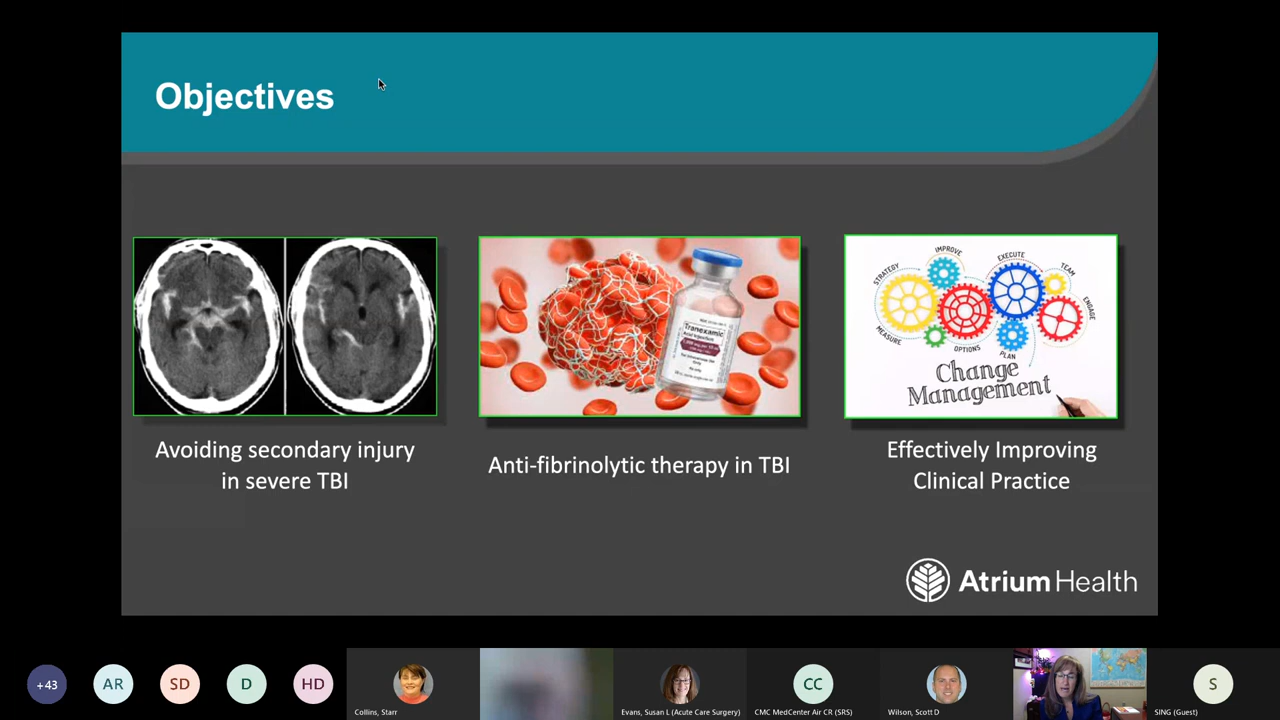 Objectives
Tranexamic
STRATEGY
IMPROVE
EXECUTE
TEAM
ENGAGE
MEASURE
OPTIONS
PLAN
Change
Management
Avoiding secondary injury
in severe TBI
Anti-fibrinolytic therapy in TBI
Effectively Improving
Clinical Practice
Atrium Health
+43
AR
SD
D
HD
Collins, Starr
Evans, Susan L (Acute Care Surgery)
CC
CMC MedCenter Air CR (SRS)
Wilson, Scott D
S
SING (Guest)